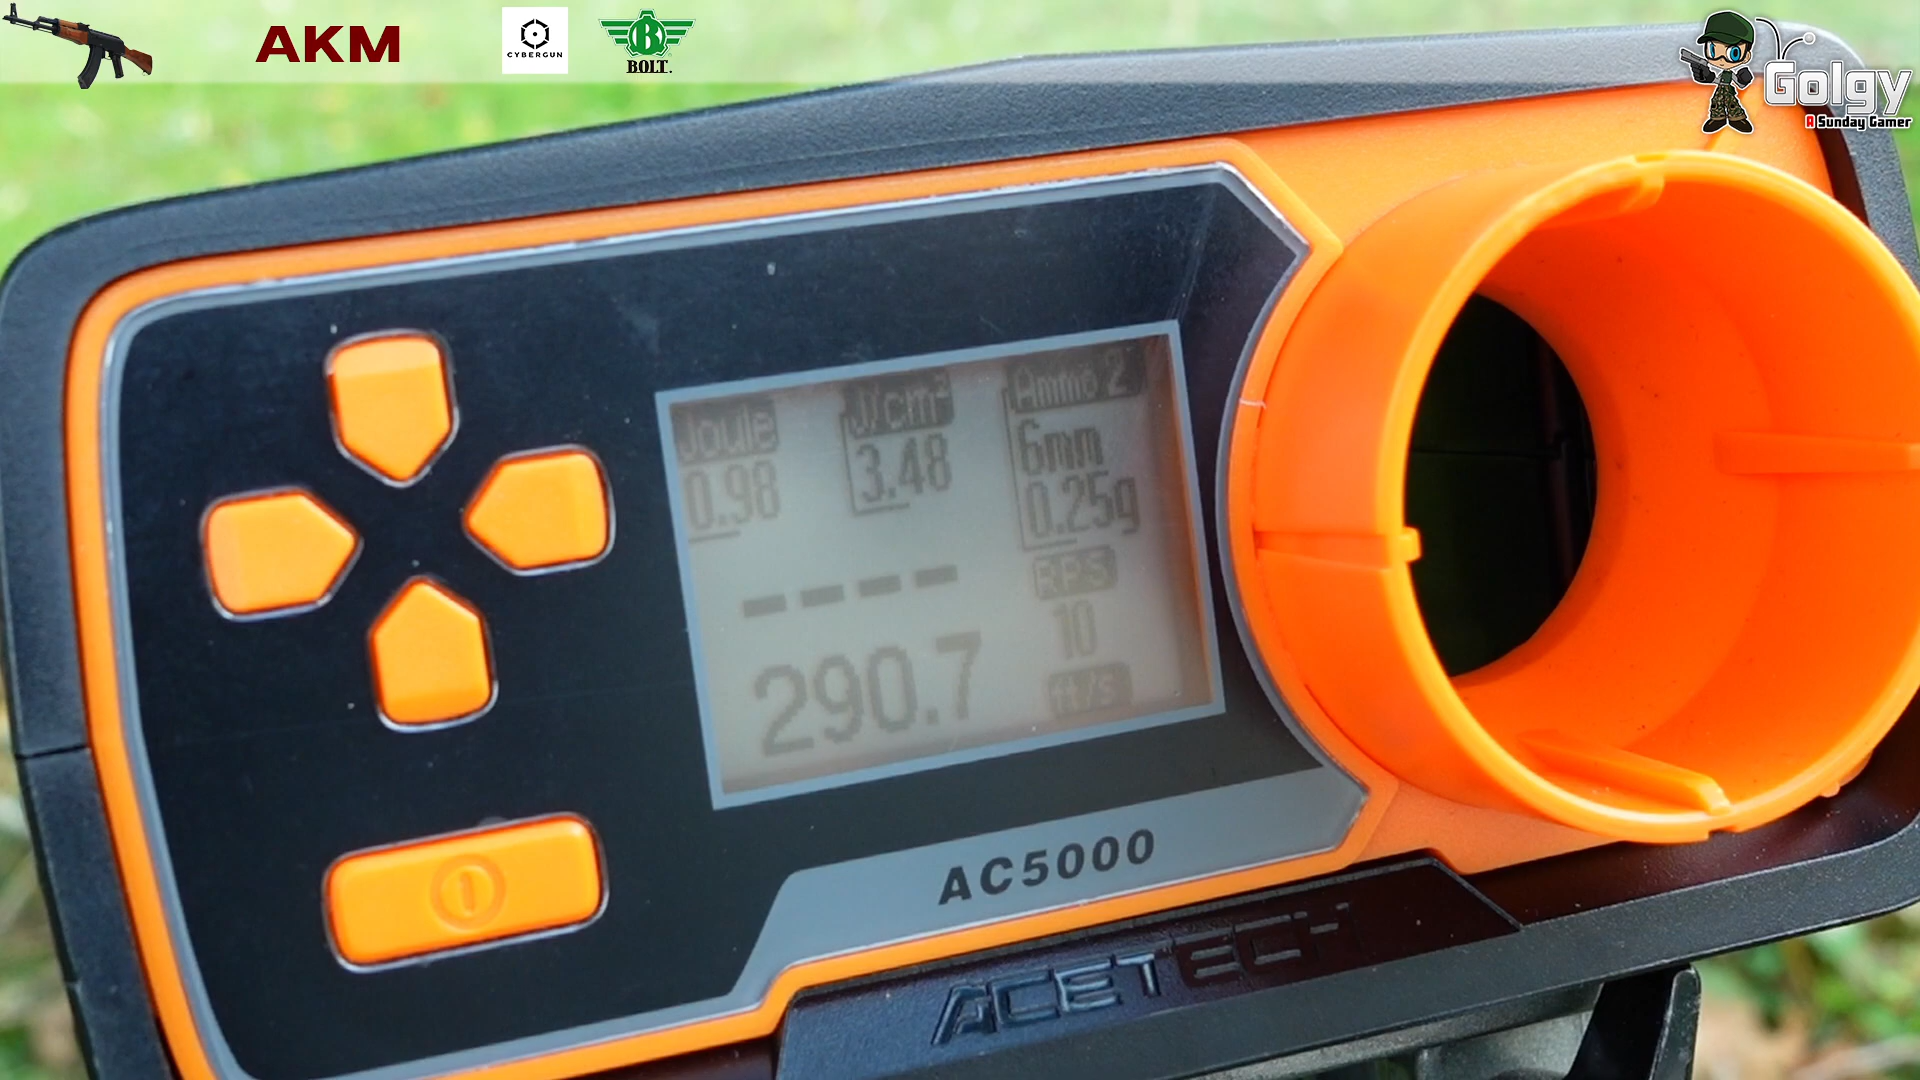 AKM
CYBERGUN
B
BOLT.
Golgy
A Sunday Gamer
Joule
0.98
J/cm²
3.48
Ammo 2
6mm
0.25g
RPS
10
----
290.7
ft/s
AC5000
ACETECH